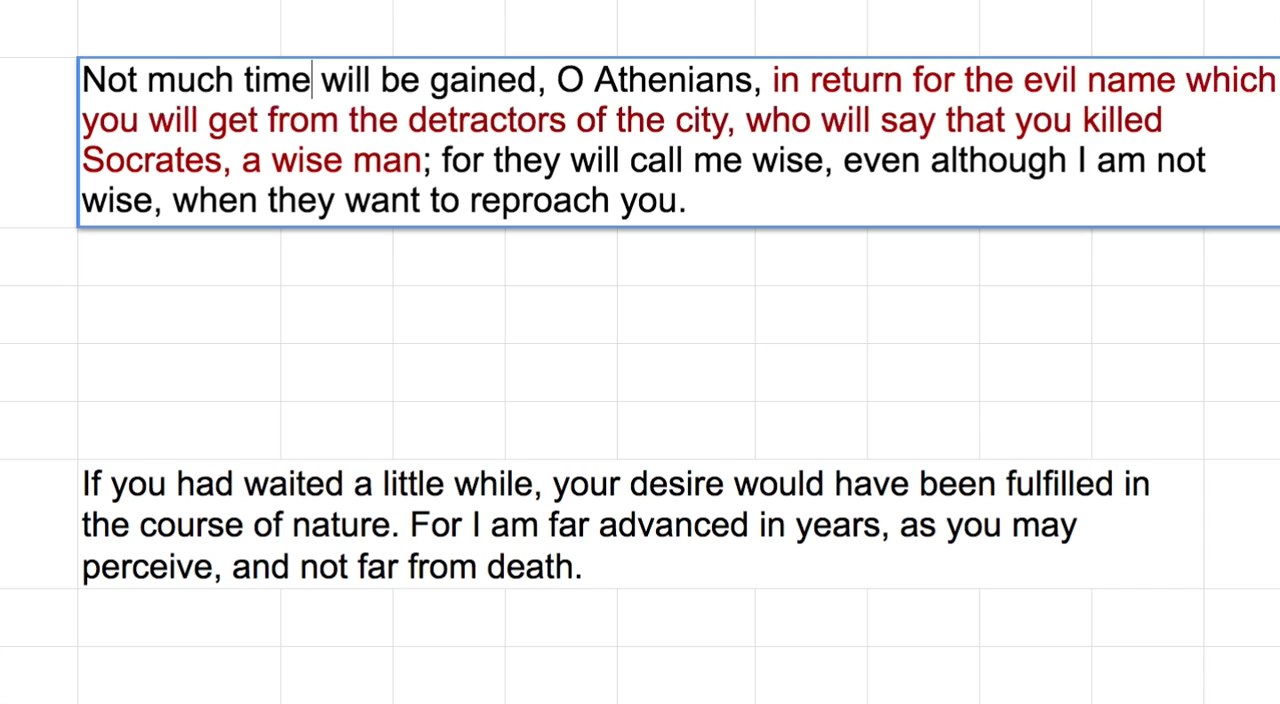 Not much time will be gained, O Athenians, in return for the evil name which
you will get from the detractors of the city, who will say that you killed
Socrates, a wise man; for they will call me wise, even although I am not
wise, when they want to reproach you.
If you had waited a little while, your desire would have been fulfilled in
the course of nature. For I am far advanced in years, as you may
perceive, and not far from death.